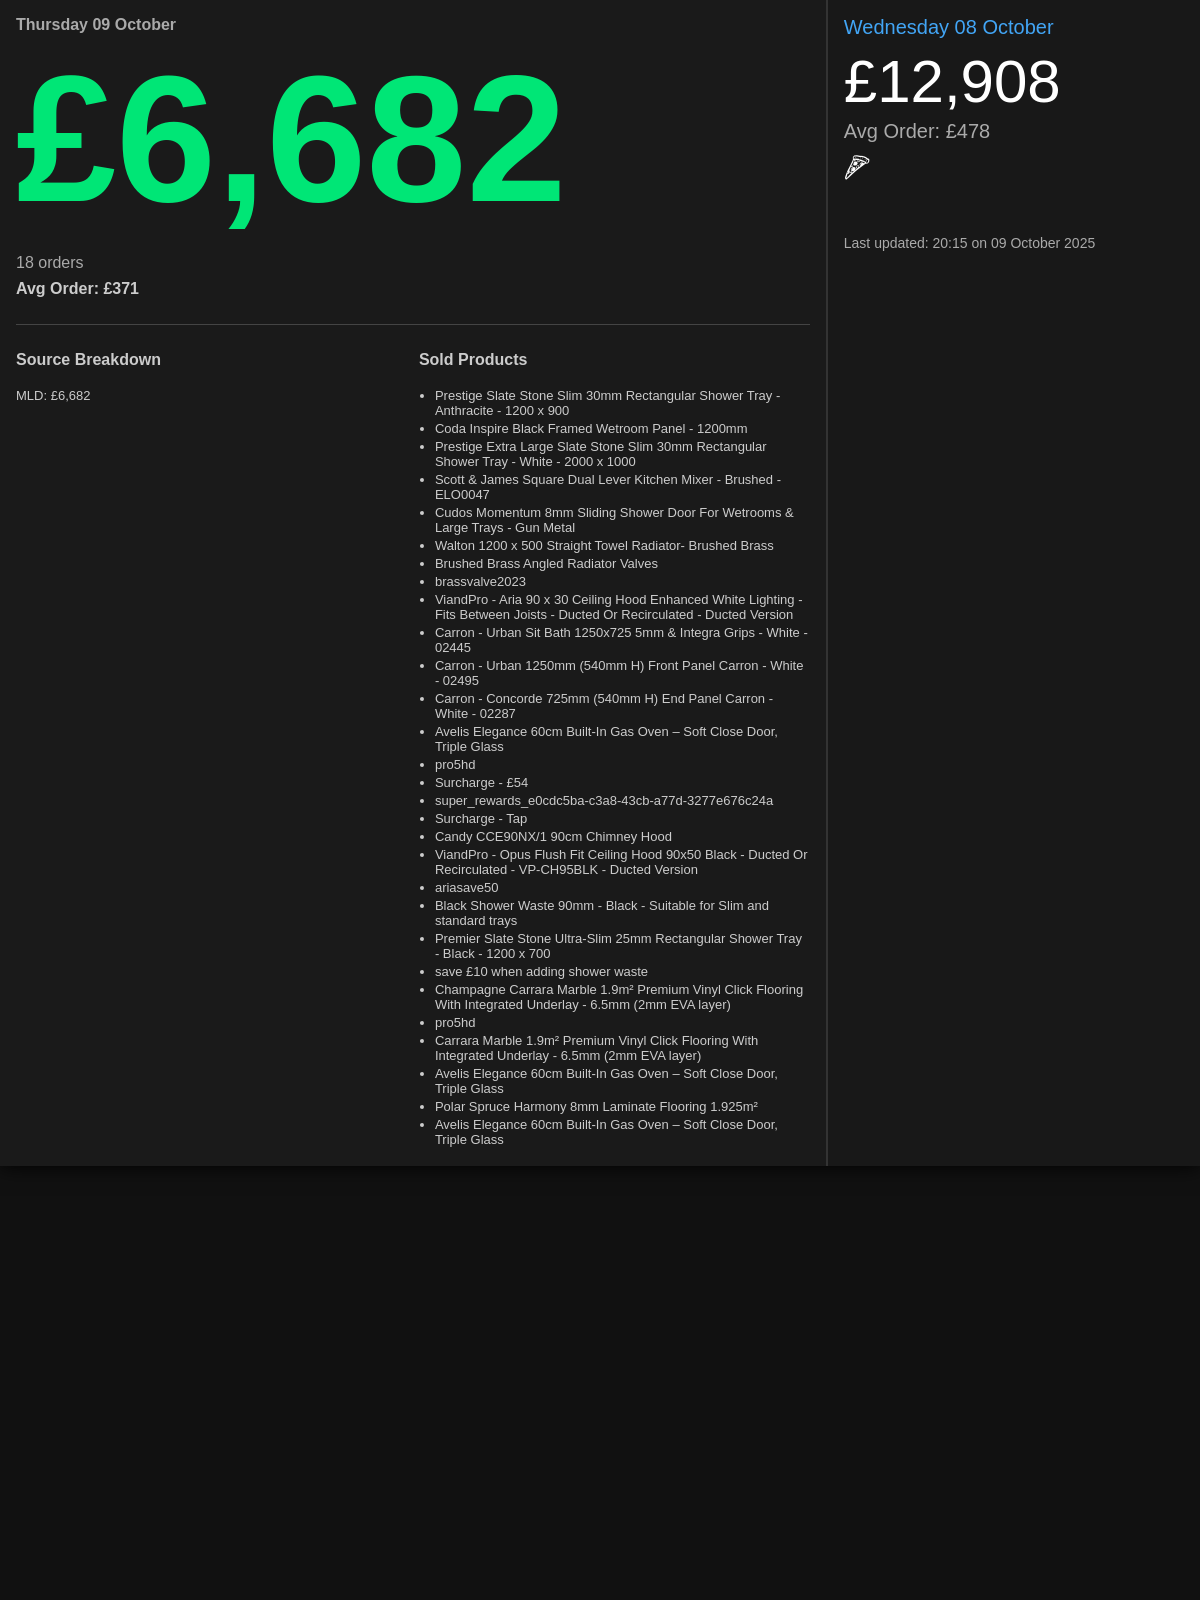 Thursday 09 October
£6,682
18 orders
Avg Order: £371
Source Breakdown
MLD: £6,682
Sold Products
Prestige Slate Stone Slim 30mm Rectangular Shower Tray -
Anthracite - 1200 x 900
Coda Inspire Black Framed Wetroom Panel - 1200mm
Prestige Extra Large Slate Stone Slim 30mm Rectangular
Shower Tray - White - 2000 x 1000
Scott & James Square Dual Lever Kitchen Mixer - Brushed -
ELO0047
Cudos Momentum 8mm Sliding Shower Door For Wetrooms &
Large Trays - Gun Metal
Walton 1200 x 500 Straight Towel Radiator- Brushed Brass
Brushed Brass Angled Radiator Valves
brassvalve2023
ViandPro - Aria 90 x 30 Ceiling Hood Enhanced White Lighting -
Fits Between Joists - Ducted Or Recirculated - Ducted Version
Carron - Urban Sit Bath 1250x725 5mm & Integra Grips - White -
02445
Carron - Urban 1250mm (540mm H) Front Panel Carron - White
- 02495
Carron - Concorde 725mm (540mm H) End Panel Carron -
White - 02287
Avelis Elegance 60cm Built-In Gas Oven – Soft Close Door,
Triple Glass
pro5hd
Surcharge - £54
super_rewards_e0cdc5ba-c3a8-43cb-a77d-3277e676c24a
Surcharge - Tap
Candy CCE90NX/1 90cm Chimney Hood
ViandPro - Opus Flush Fit Ceiling Hood 90x50 Black - Ducted Or
Recirculated - VP-CH95BLK - Ducted Version
ariasave50
Black Shower Waste 90mm - Black - Suitable for Slim and
standard trays
Premier Slate Stone Ultra-Slim 25mm Rectangular Shower Tray
- Black - 1200 x 700
save £10 when adding shower waste
Champagne Carrara Marble 1.9m² Premium Vinyl Click Flooring
With Integrated Underlay - 6.5mm (2mm EVA layer)
pro5hd
Carrara Marble 1.9m² Premium Vinyl Click Flooring With
Integrated Underlay - 6.5mm (2mm EVA layer)
Avelis Elegance 60cm Built-In Gas Oven – Soft Close Door,
Triple Glass
Polar Spruce Harmony 8mm Laminate Flooring 1.925m²
Avelis Elegance 60cm Built-In Gas Oven – Soft Close Door,
Triple Glass
Wednesday 08 October
£12,908
Avg Order: £478
Last updated: 20:15 on 09 October 2025